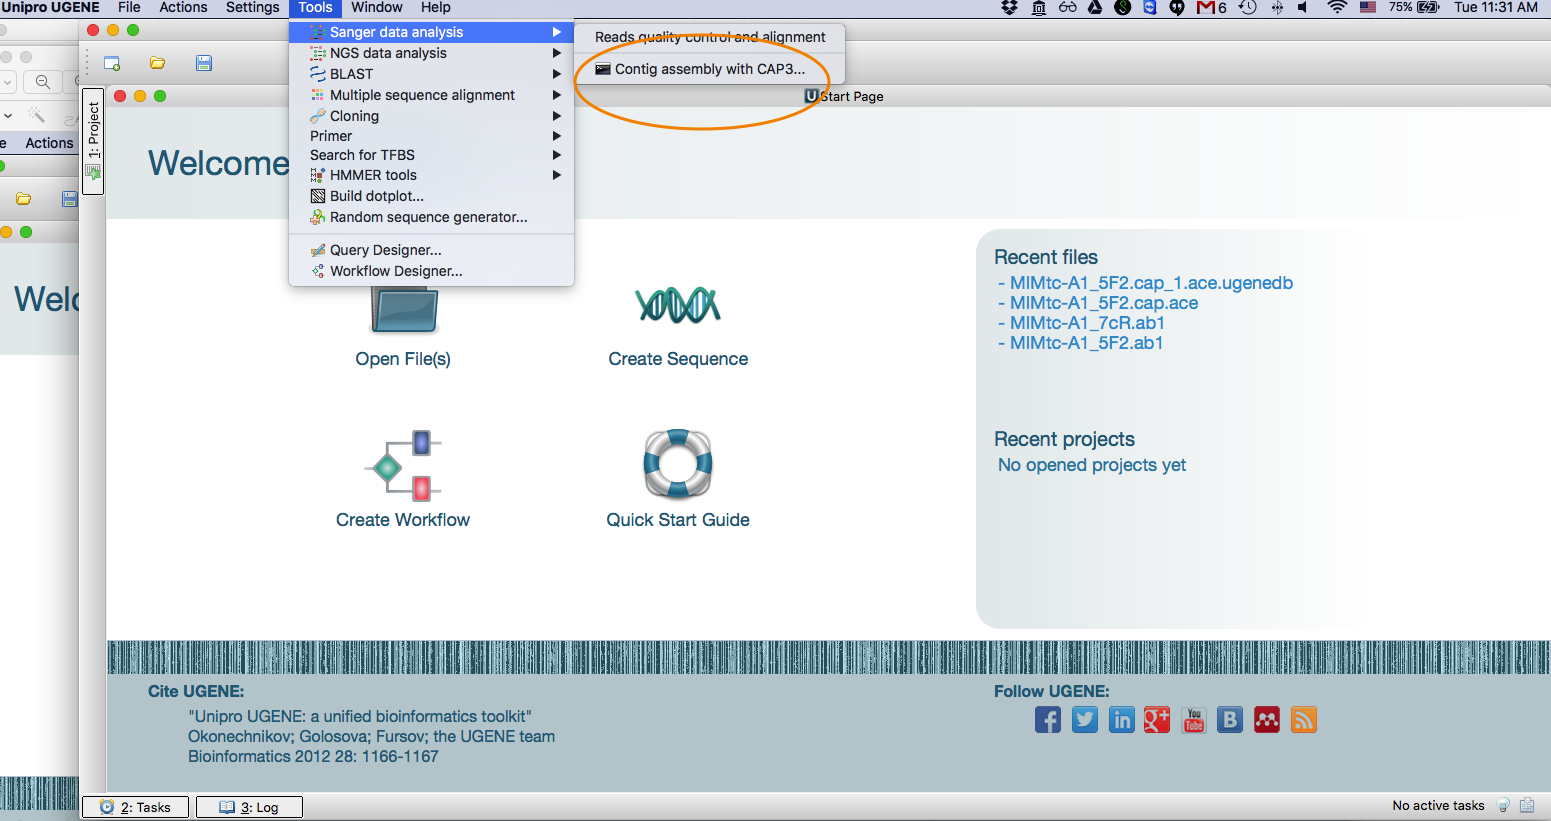 Unipro UGENE File Actions Settings Tools Window Help 6 75% Tue 11:31 AM
Sanger data analysis
NGS data analysis
BLAST
Multiple sequence alignment
Cloning
Primer
Search for TFBS
HMMER tools
Build dotplot...
Random sequence generator...
Query Designer...
Workflow Designer...
Reads quality control and alignment
Contig assembly with CAP3...
U Start Page
1: Project
e Actions
Welcome
Welc
Open File(s)
Create Sequence
Create Workflow
Quick Start Guide
Recent files
- MIMtc-A1_5F2.cap_1.ace.ugenedb
- MIMtc-A1_5F2.cap.ace
- MIMtc-A1_7cR.ab1
- MIMtc-A1_5F2.ab1
Recent projects
No opened projects yet
Cite UGENE:
"Unipro UGENE: a unified bioinformatics toolkit"
Okonechnikov; Golosova; Fursov; the UGENE team
Bioinformatics 2012 28: 1166-1167
Follow UGENE:
f in g+ You Tube B
2: Tasks 3: Log No active tasks